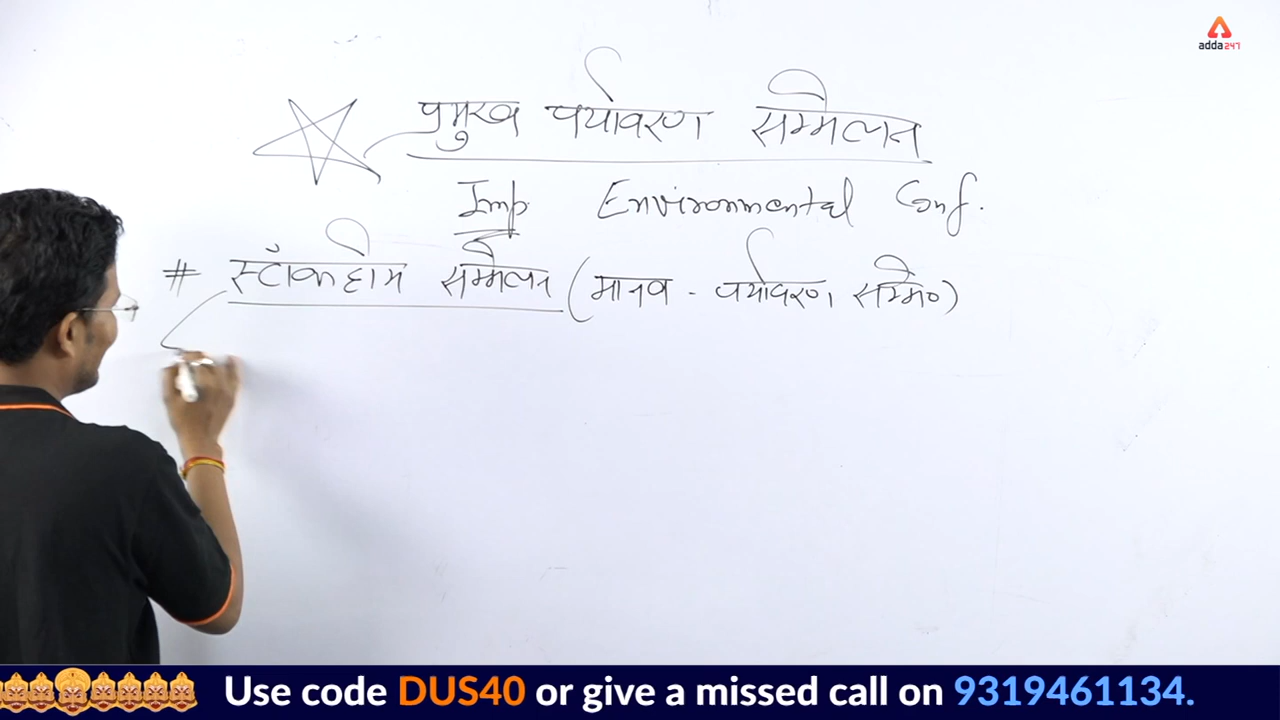 adda247
प्रमुख पर्यावरण सम्मेलन
Imp. Environmental Conf.
# स्टॉकहोम सम्मेलन (मानव - पर्यावरण सम्मे०)
Use code DUS40 or give a missed call on 9319461134.